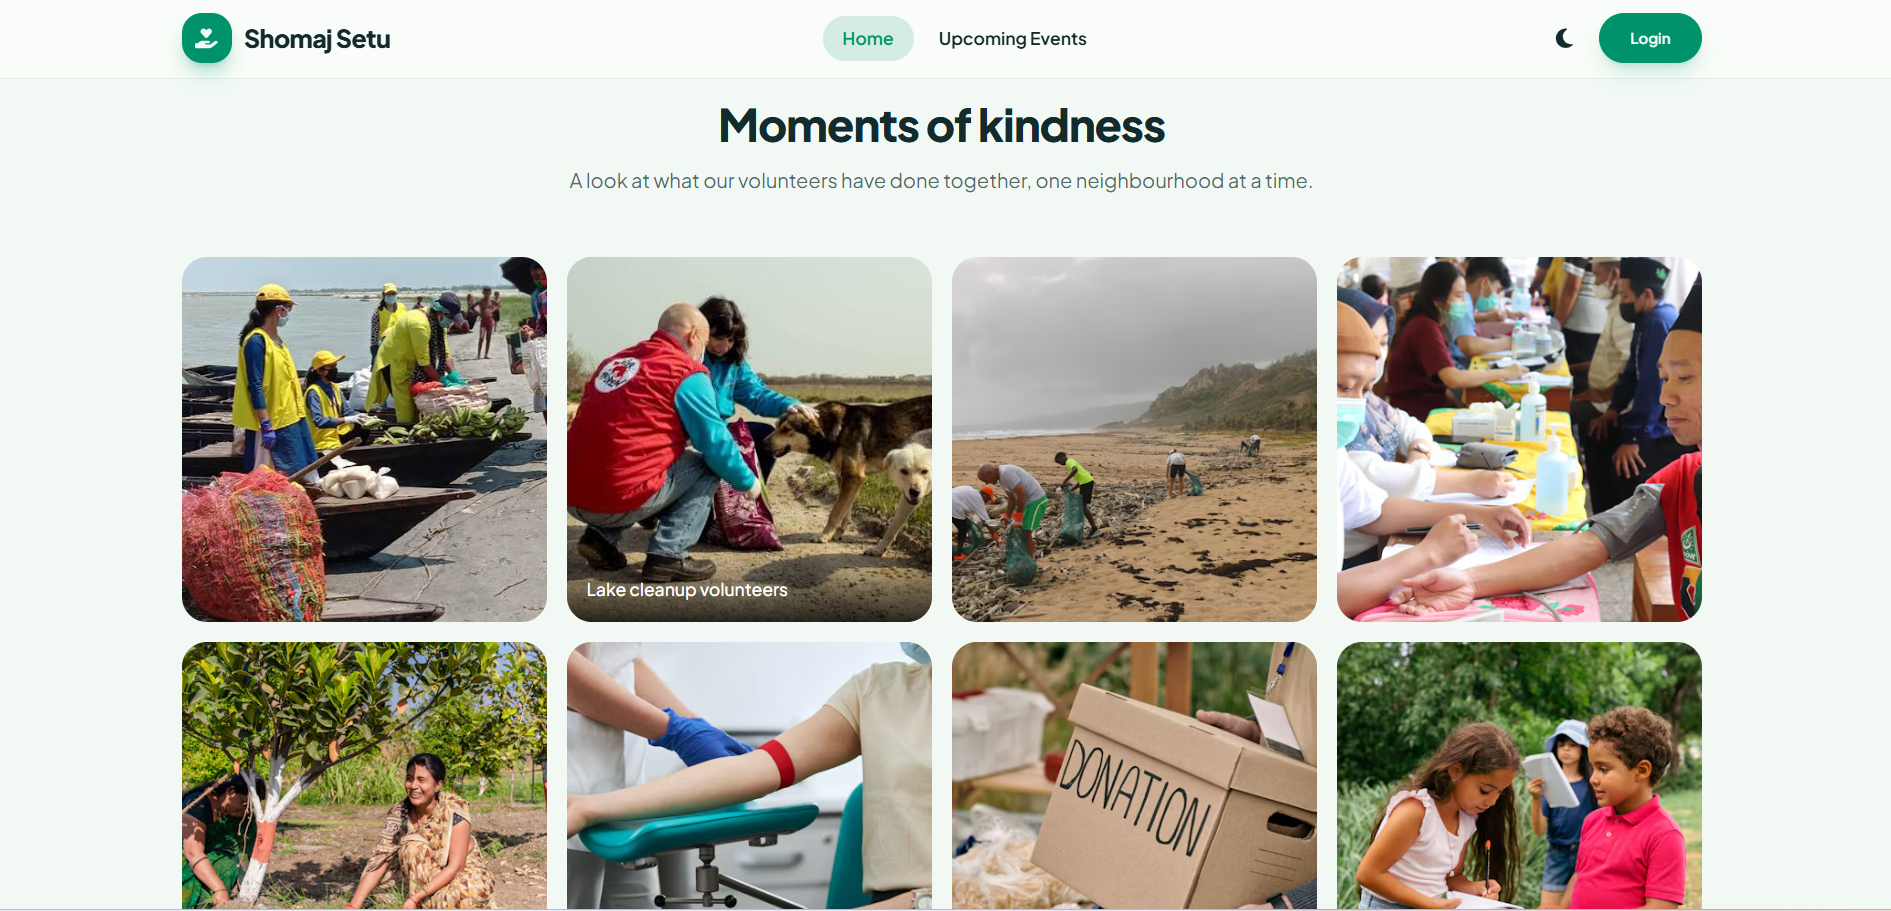 Shomaj Setu
Home
Upcoming Events
Login
Moments of kindness
A look at what our volunteers have done together, one neighbourhood at a time.
Lake cleanup volunteers
DONATION